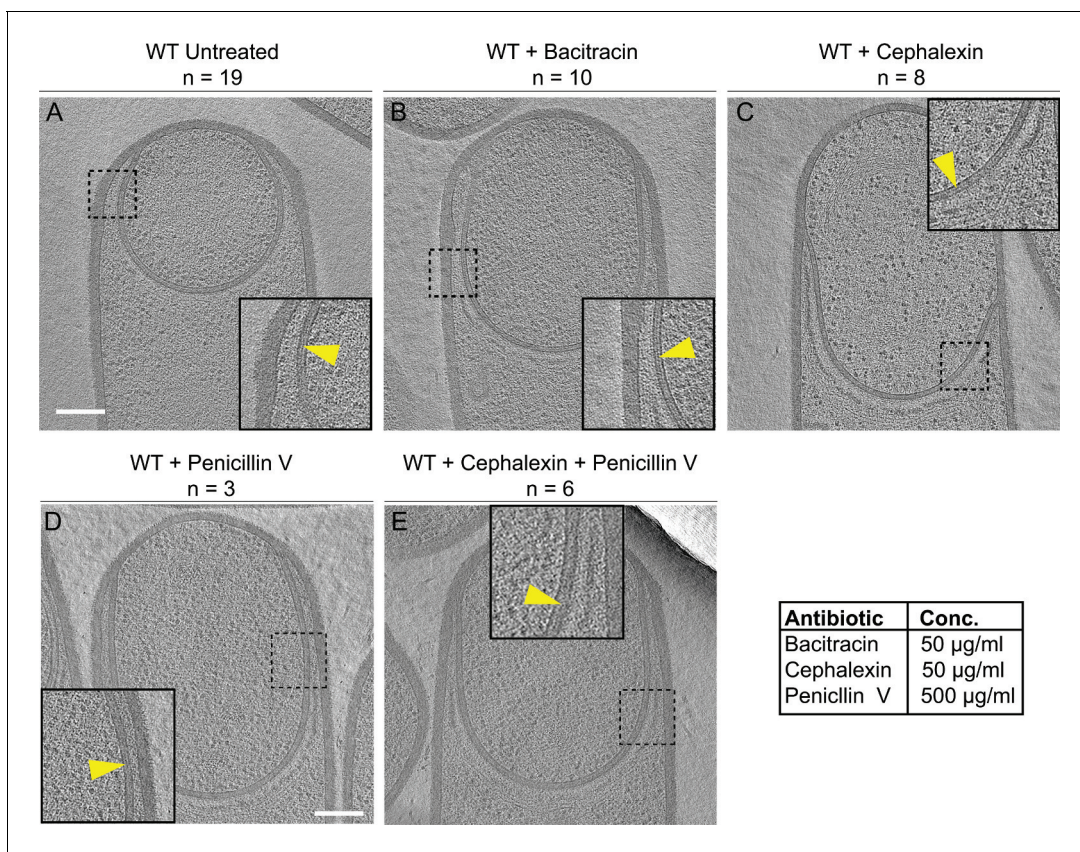 WT Untreated
n = 19
WT + Bacitracin
n = 10
WT + Cephalexin
n = 8
A
B
C
WT + Penicillin V
n = 3
WT + Cephalexin + Penicillin V
n = 6
D
E
Antibiotic Conc.
Bacitracin 50 µg/ml
Cephalexin 50 µg/ml
Penicllin V 500 µg/ml